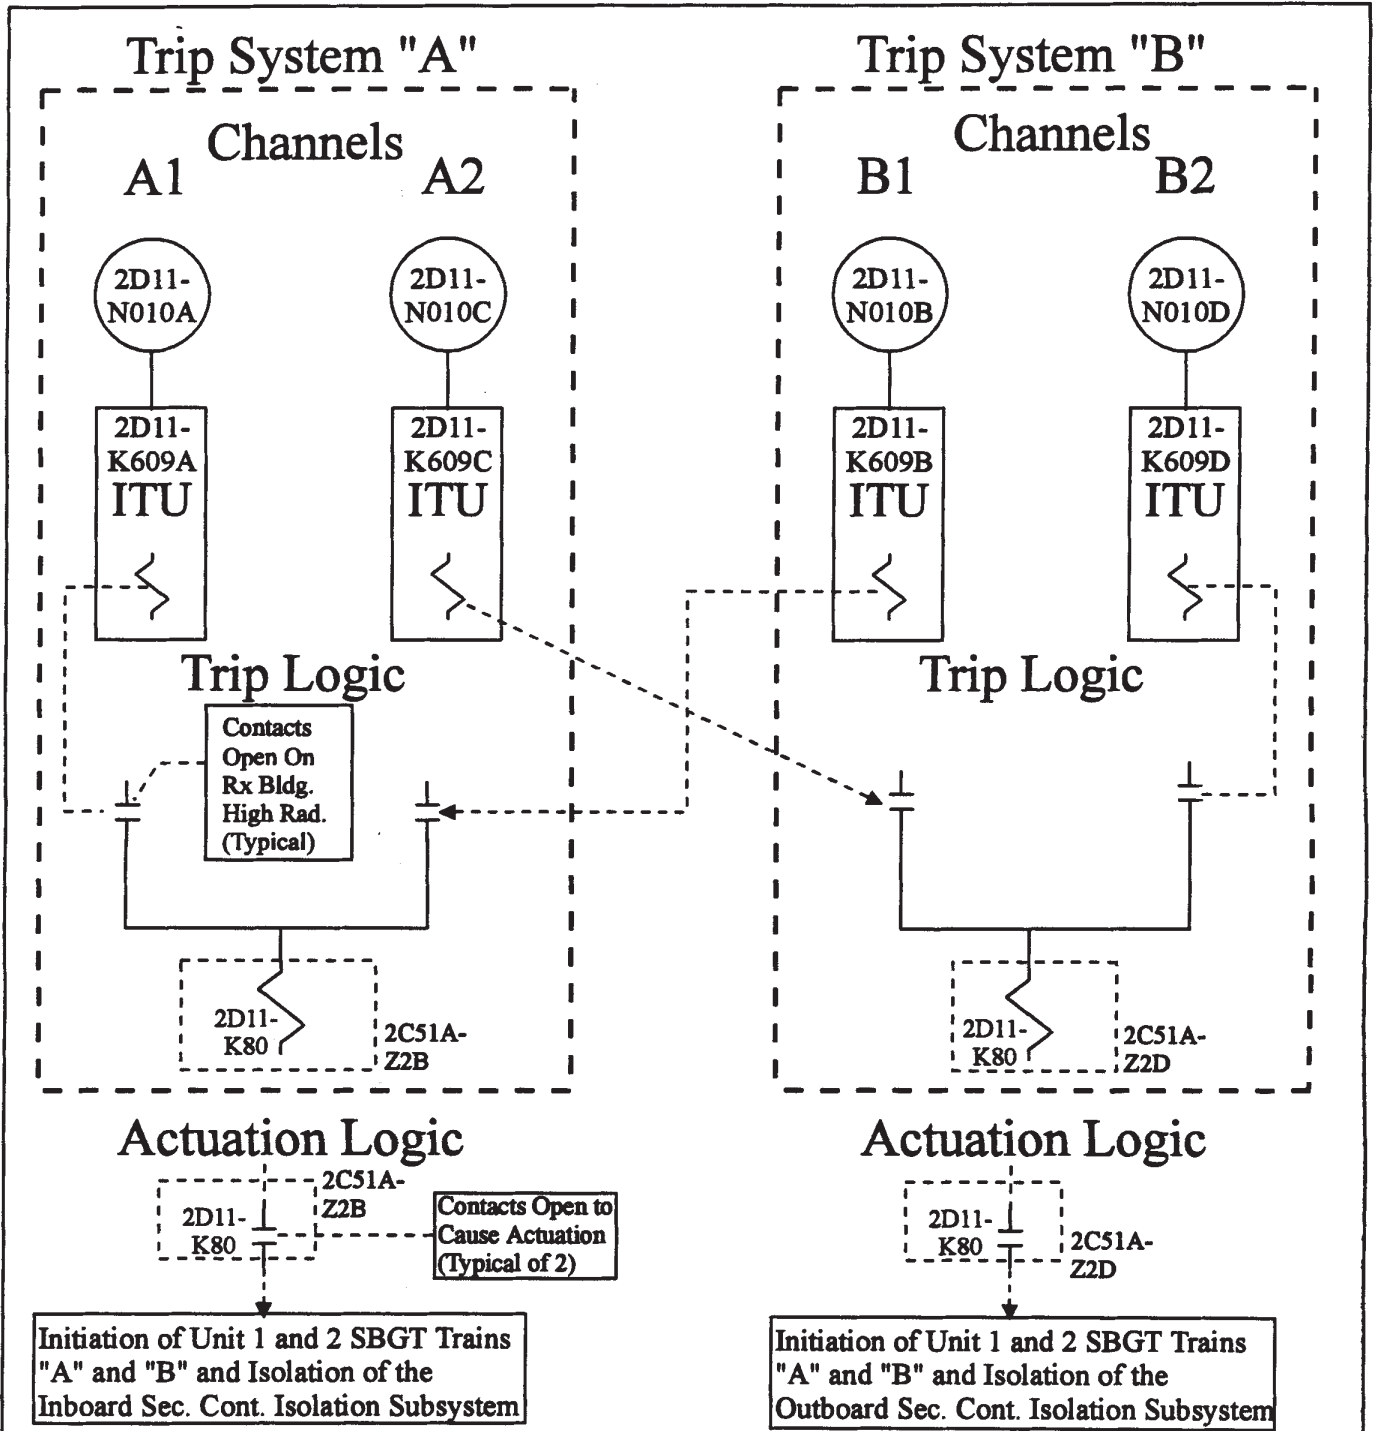 Trip System "A"
Channels
A1
A2
2D11-
N010A
2D11-
N010C
2D11-
K609A
ITU
2D11-
K609C
ITU
Trip Logic
Contacts
Open On
Rx Bldg.
High Rad.
(Typical)
2D11-
K80
2C51A-
Z2B
Actuation Logic
2D11-
K80
2C51A-
Z2B
Contacts Open to
Cause Actuation
(Typical of 2)
Initiation of Unit 1 and 2 SBGT Trains
"A" and "B" and Isolation of the
Inboard Sec. Cont. Isolation Subsystem
Trip System "B"
Channels
B1
B2
2D11-
N010B
2D11-
N010D
2D11-
K609B
ITU
2D11-
K609D
ITU
Trip Logic
2D11-
K80
2C51A-
Z2D
Actuation Logic
2D11-
K80
2C51A-
Z2D
Initiation of Unit 1 and 2 SBGT Trains
"A" and "B" and Isolation of the
Outboard Sec. Cont. Isolation Subsystem